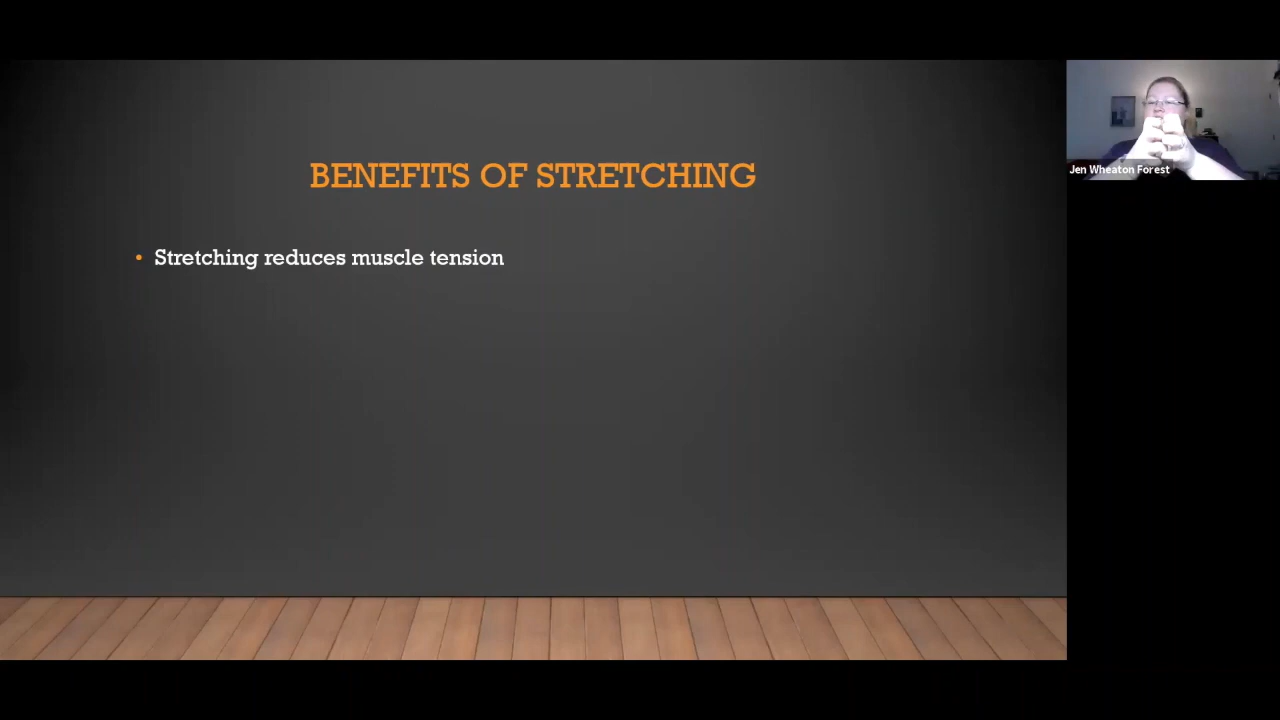 BENEFITS OF STRETCHING
• Stretching reduces muscle tension
Jen Wheaton Forest